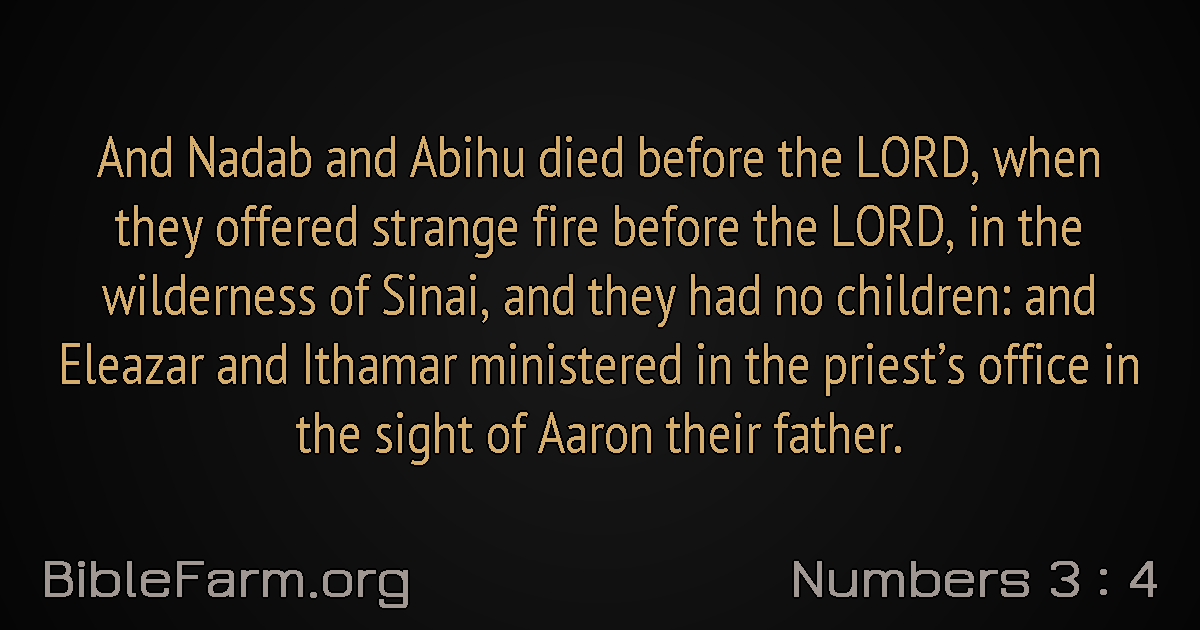 And Nadab and Abihu died before the LORD, when
they offered strange fire before the LORD, in the
wilderness of Sinai, and they had no children: and
Eleazar and Ithamar ministered in the priest’s office in
the sight of Aaron their father.
BibleFarm.org
Numbers 3 : 4